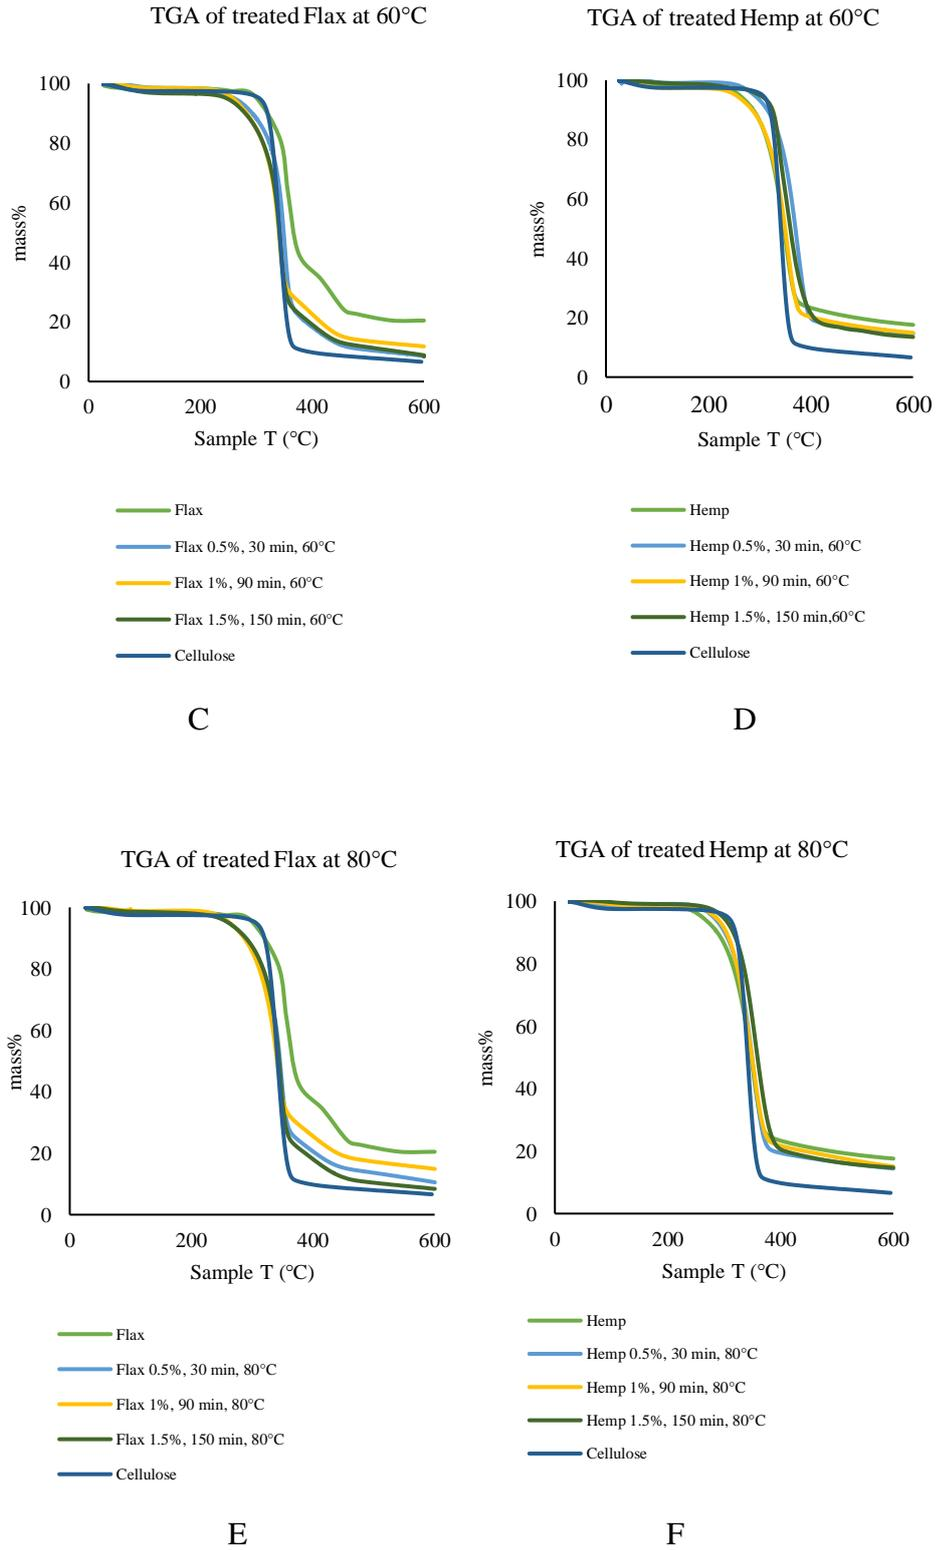 TGA of treated Flax at 60°C
100
80
60
40
20
0
mass%
0 200 400 600
Sample T (°C)
Flax
Flax 0.5%, 30 min, 60°C
Flax 1%, 90 min, 60°C
Flax 1.5%, 150 min, 60°C
Cellulose
C
TGA of treated Hemp at 60°C
100
80
60
40
20
0
mass%
0 200 400 600
Sample T (°C)
Hemp
Hemp 0.5%, 30 min, 60°C
Hemp 1%, 90 min, 60°C
Hemp 1.5%, 150 min,60°C
Cellulose
D
TGA of treated Flax at 80°C
100
80
60
40
20
0
mass%
0 200 400 600
Sample T (°C)
Flax
Flax 0.5%, 30 min, 80°C
Flax 1%, 90 min, 80°C
Flax 1.5%, 150 min, 80°C
Cellulose
E
TGA of treated Hemp at 80°C
100
80
60
40
20
0
mass%
0 200 400 600
Sample T (°C)
Hemp
Hemp 0.5%, 30 min, 80°C
Hemp 1%, 90 min, 80°C
Hemp 1.5%, 150 min, 80°C
Cellulose
F